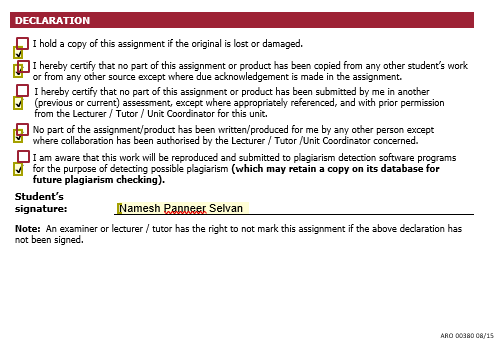 DECLARATION
I hold a copy of this assignment if the original is lost or damaged.
I hereby certify that no part of this assignment or product has been copied from any other student's work
or from any other source except where due acknowledgement is made in the assignment.
I hereby certify that no part of this assignment or product has been submitted by me in another
(previous or current) assessment, except where appropriately referenced, and with prior permission
from the Lecturer / Tutor / Unit Coordinator for this unit.
No part of the assignment/product has been written/produced for me by any other person except
where collaboration has been authorised by the Lecturer / Tutor /Unit Coordinator concerned.
I am aware that this work will be reproduced and submitted to plagiarism detection software programs
for the purpose of detecting possible plagiarism (which may retain a copy on its database for
future plagiarism checking).
Student's
signature: Namesh Panneer Selvan
Note: An examiner or lecturer / tutor has the right to not mark this assignment if the above declaration has
not been signed.
ARO 00380 08/15